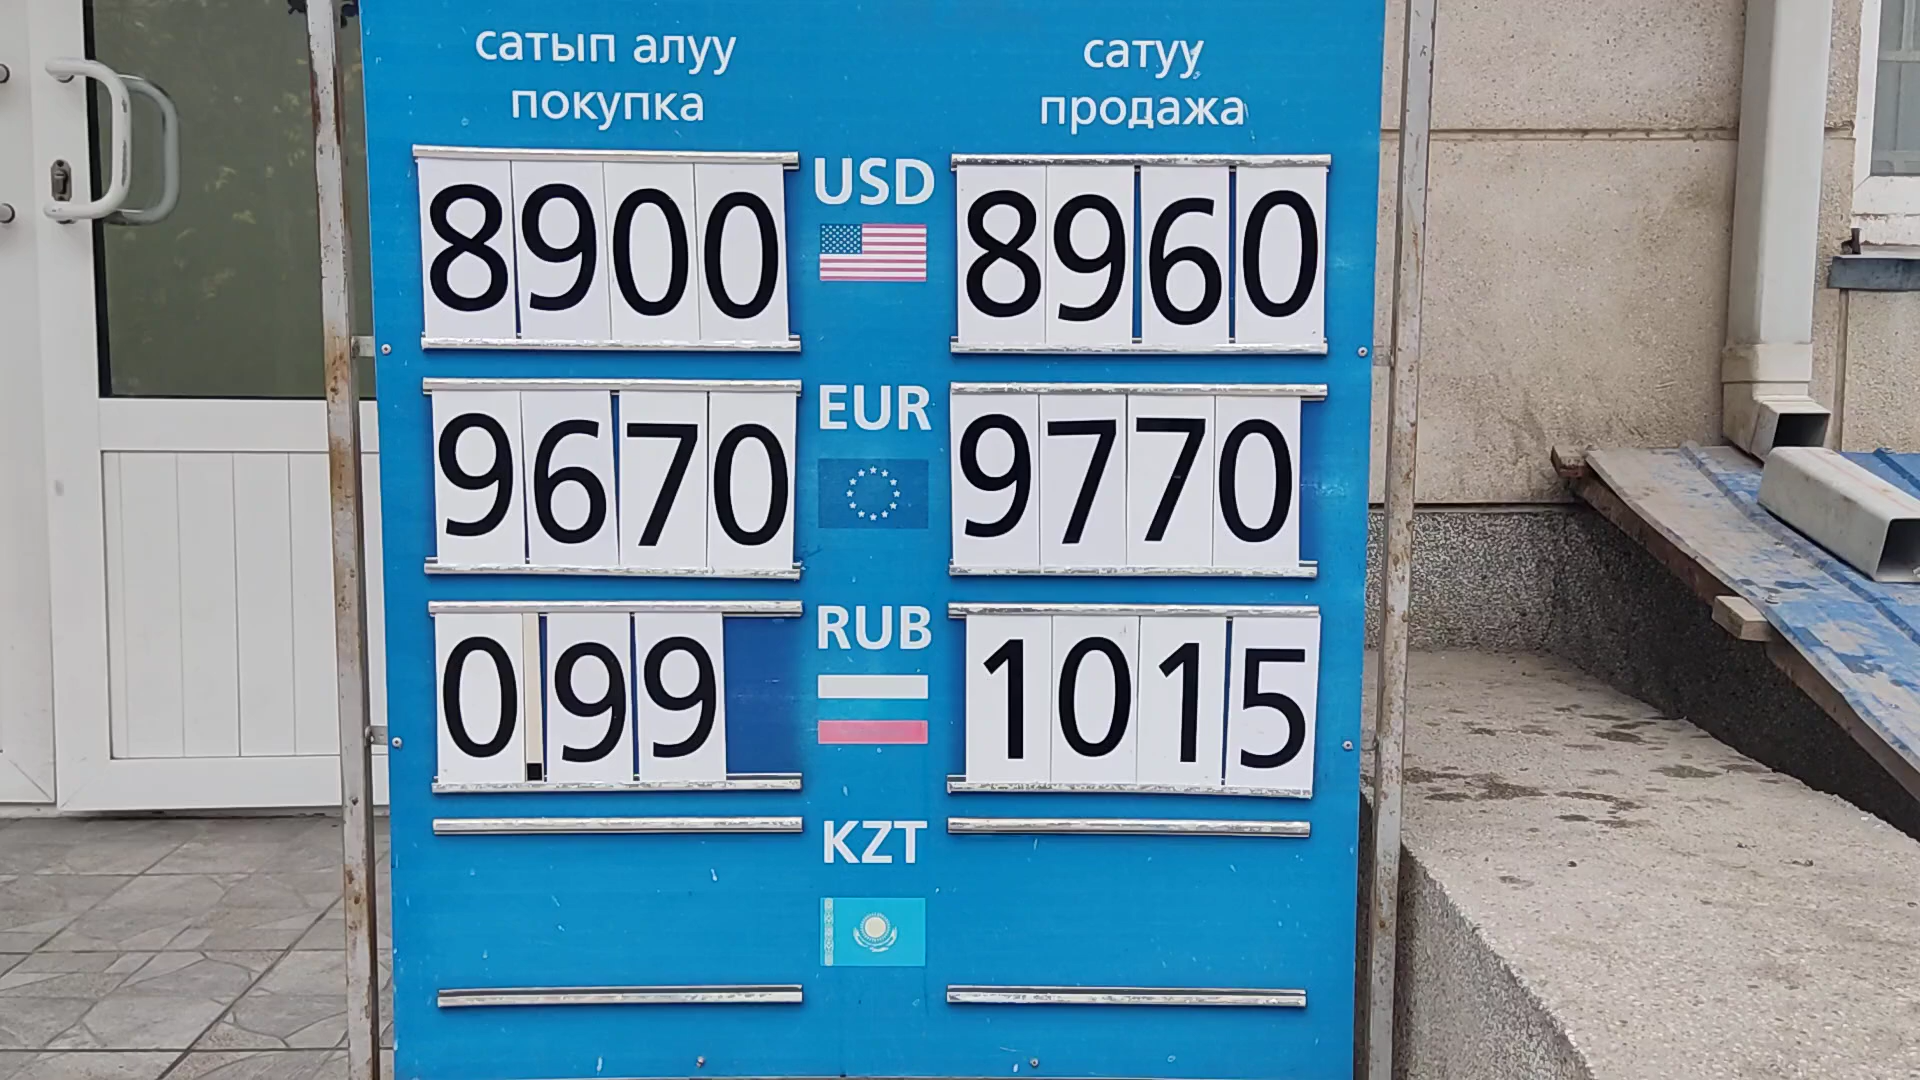 сатып алуу сатуу
покупка продажа
8900 USD 8960
9670 EUR 9770
0.99 RUB 1015
KZT